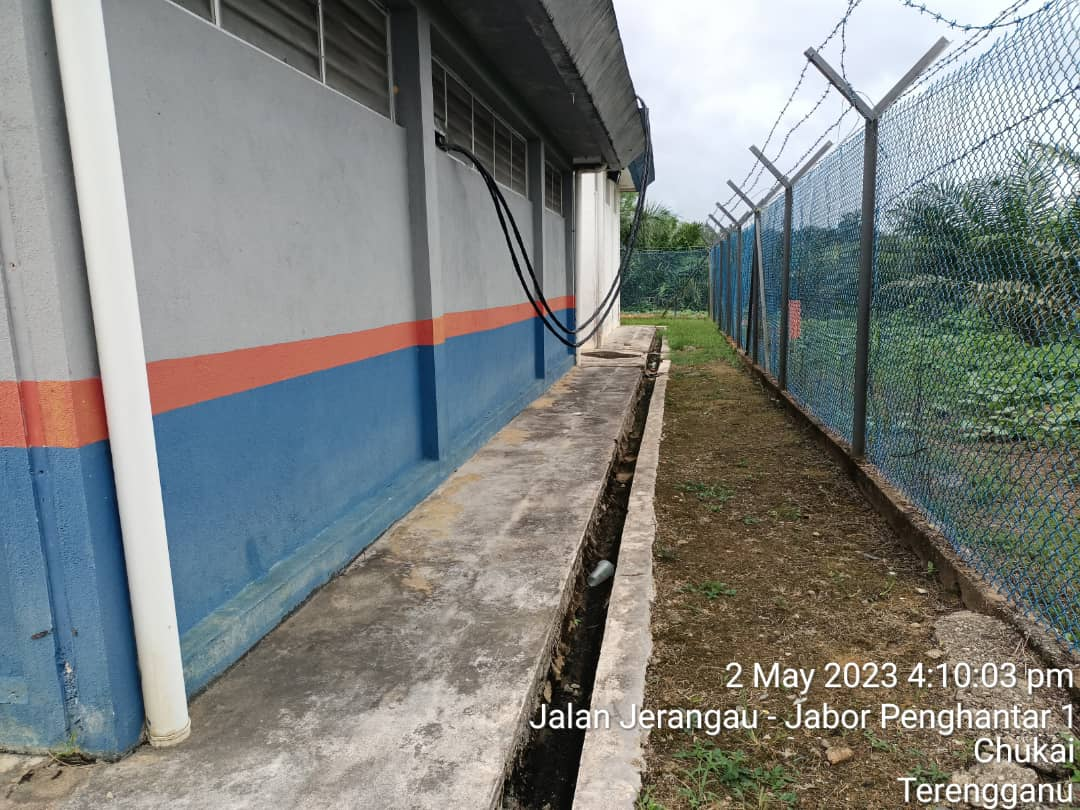 2 May 2023 4:10:03 pm
Jalan Jerangau - Jabor Penghantar 1
Chukai
Terengganu